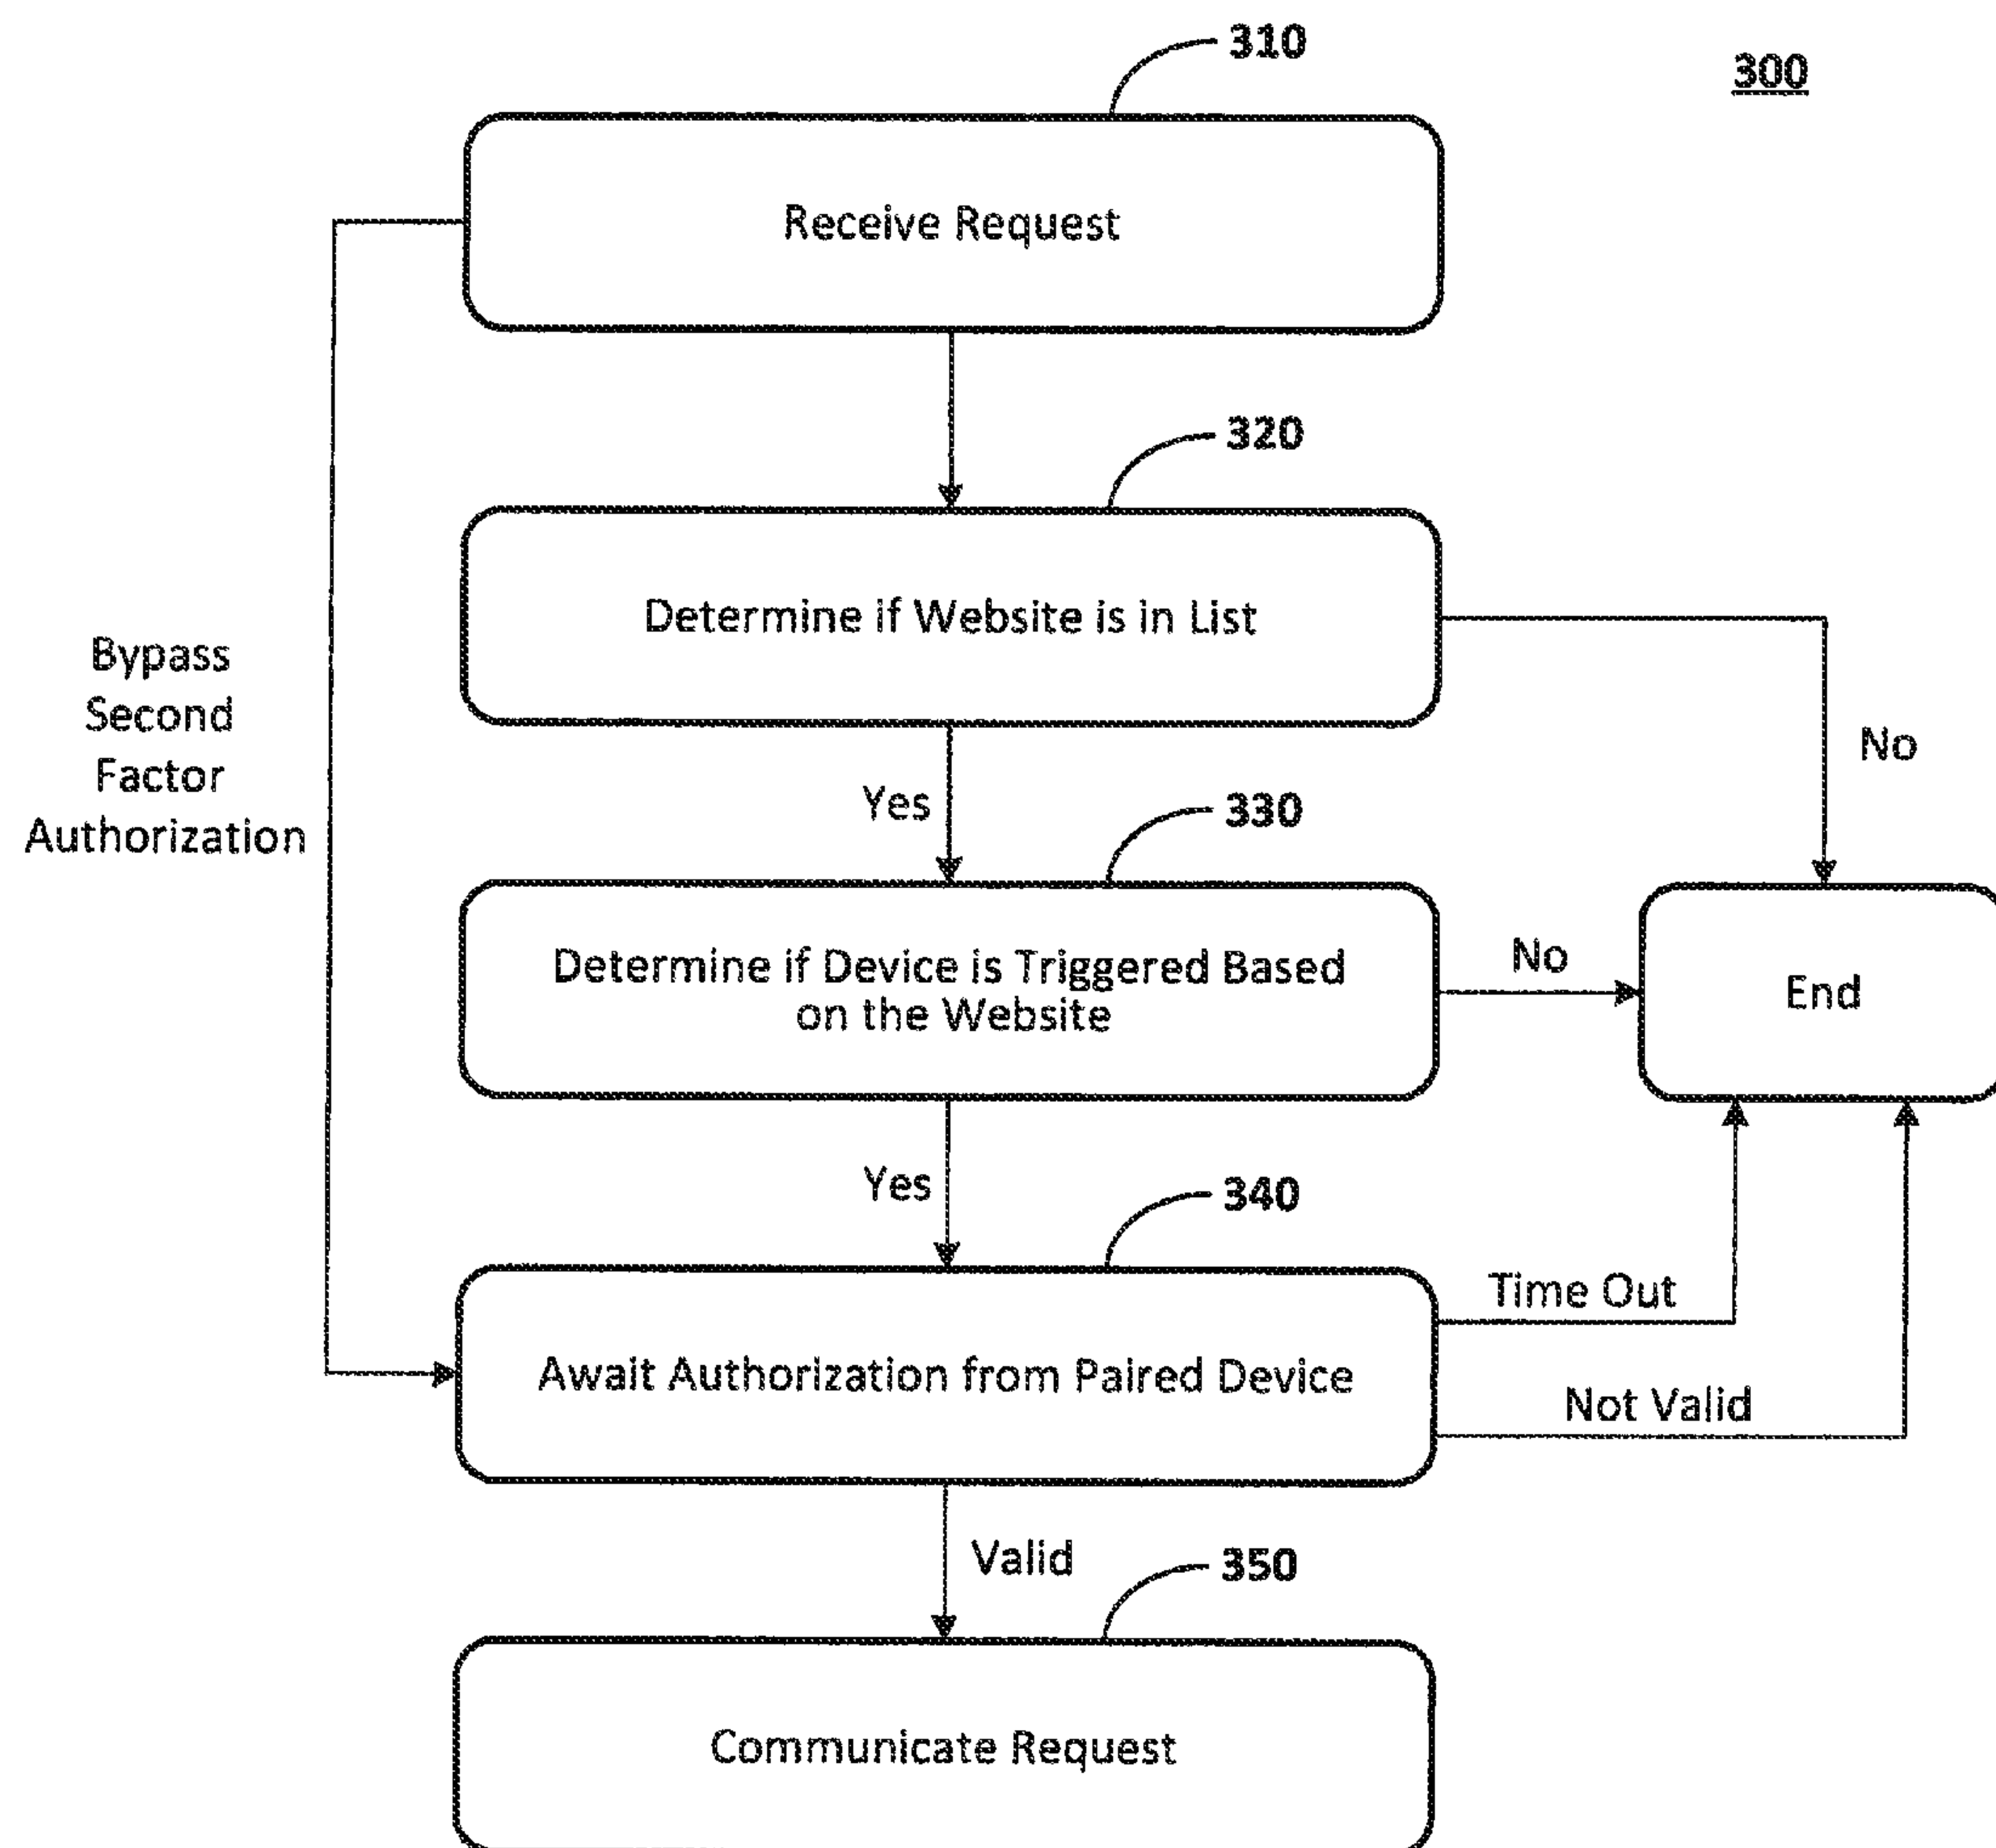 310
300
Receive Request
320
Determine if Website is in List
Bypass
Second
Factor
Authorization
No
Yes
330
Determine if Device is Triggered Based
on the Website
No
End
Yes
340
Time Out
Await Authorization from Paired Device
Not Valid
Valid
350
Communicate Request